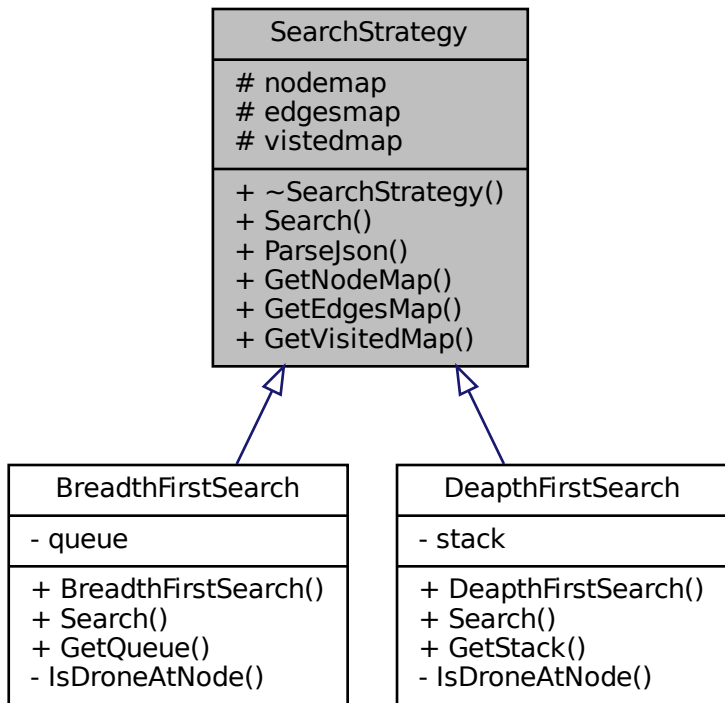 SearchStrategy
# nodemap
# edgesmap
# vistedmap
+ ~SearchStrategy()
+ Search()
+ ParseJson()
+ GetNodeMap()
+ GetEdgesMap()
+ GetVisitedMap()
BreadthFirstSearch
- queue
+ BreadthFirstSearch()
+ Search()
+ GetQueue()
- IsDroneAtNode()
DeapthFirstSearch
- stack
+ DeapthFirstSearch()
+ Search()
+ GetStack()
- IsDroneAtNode()